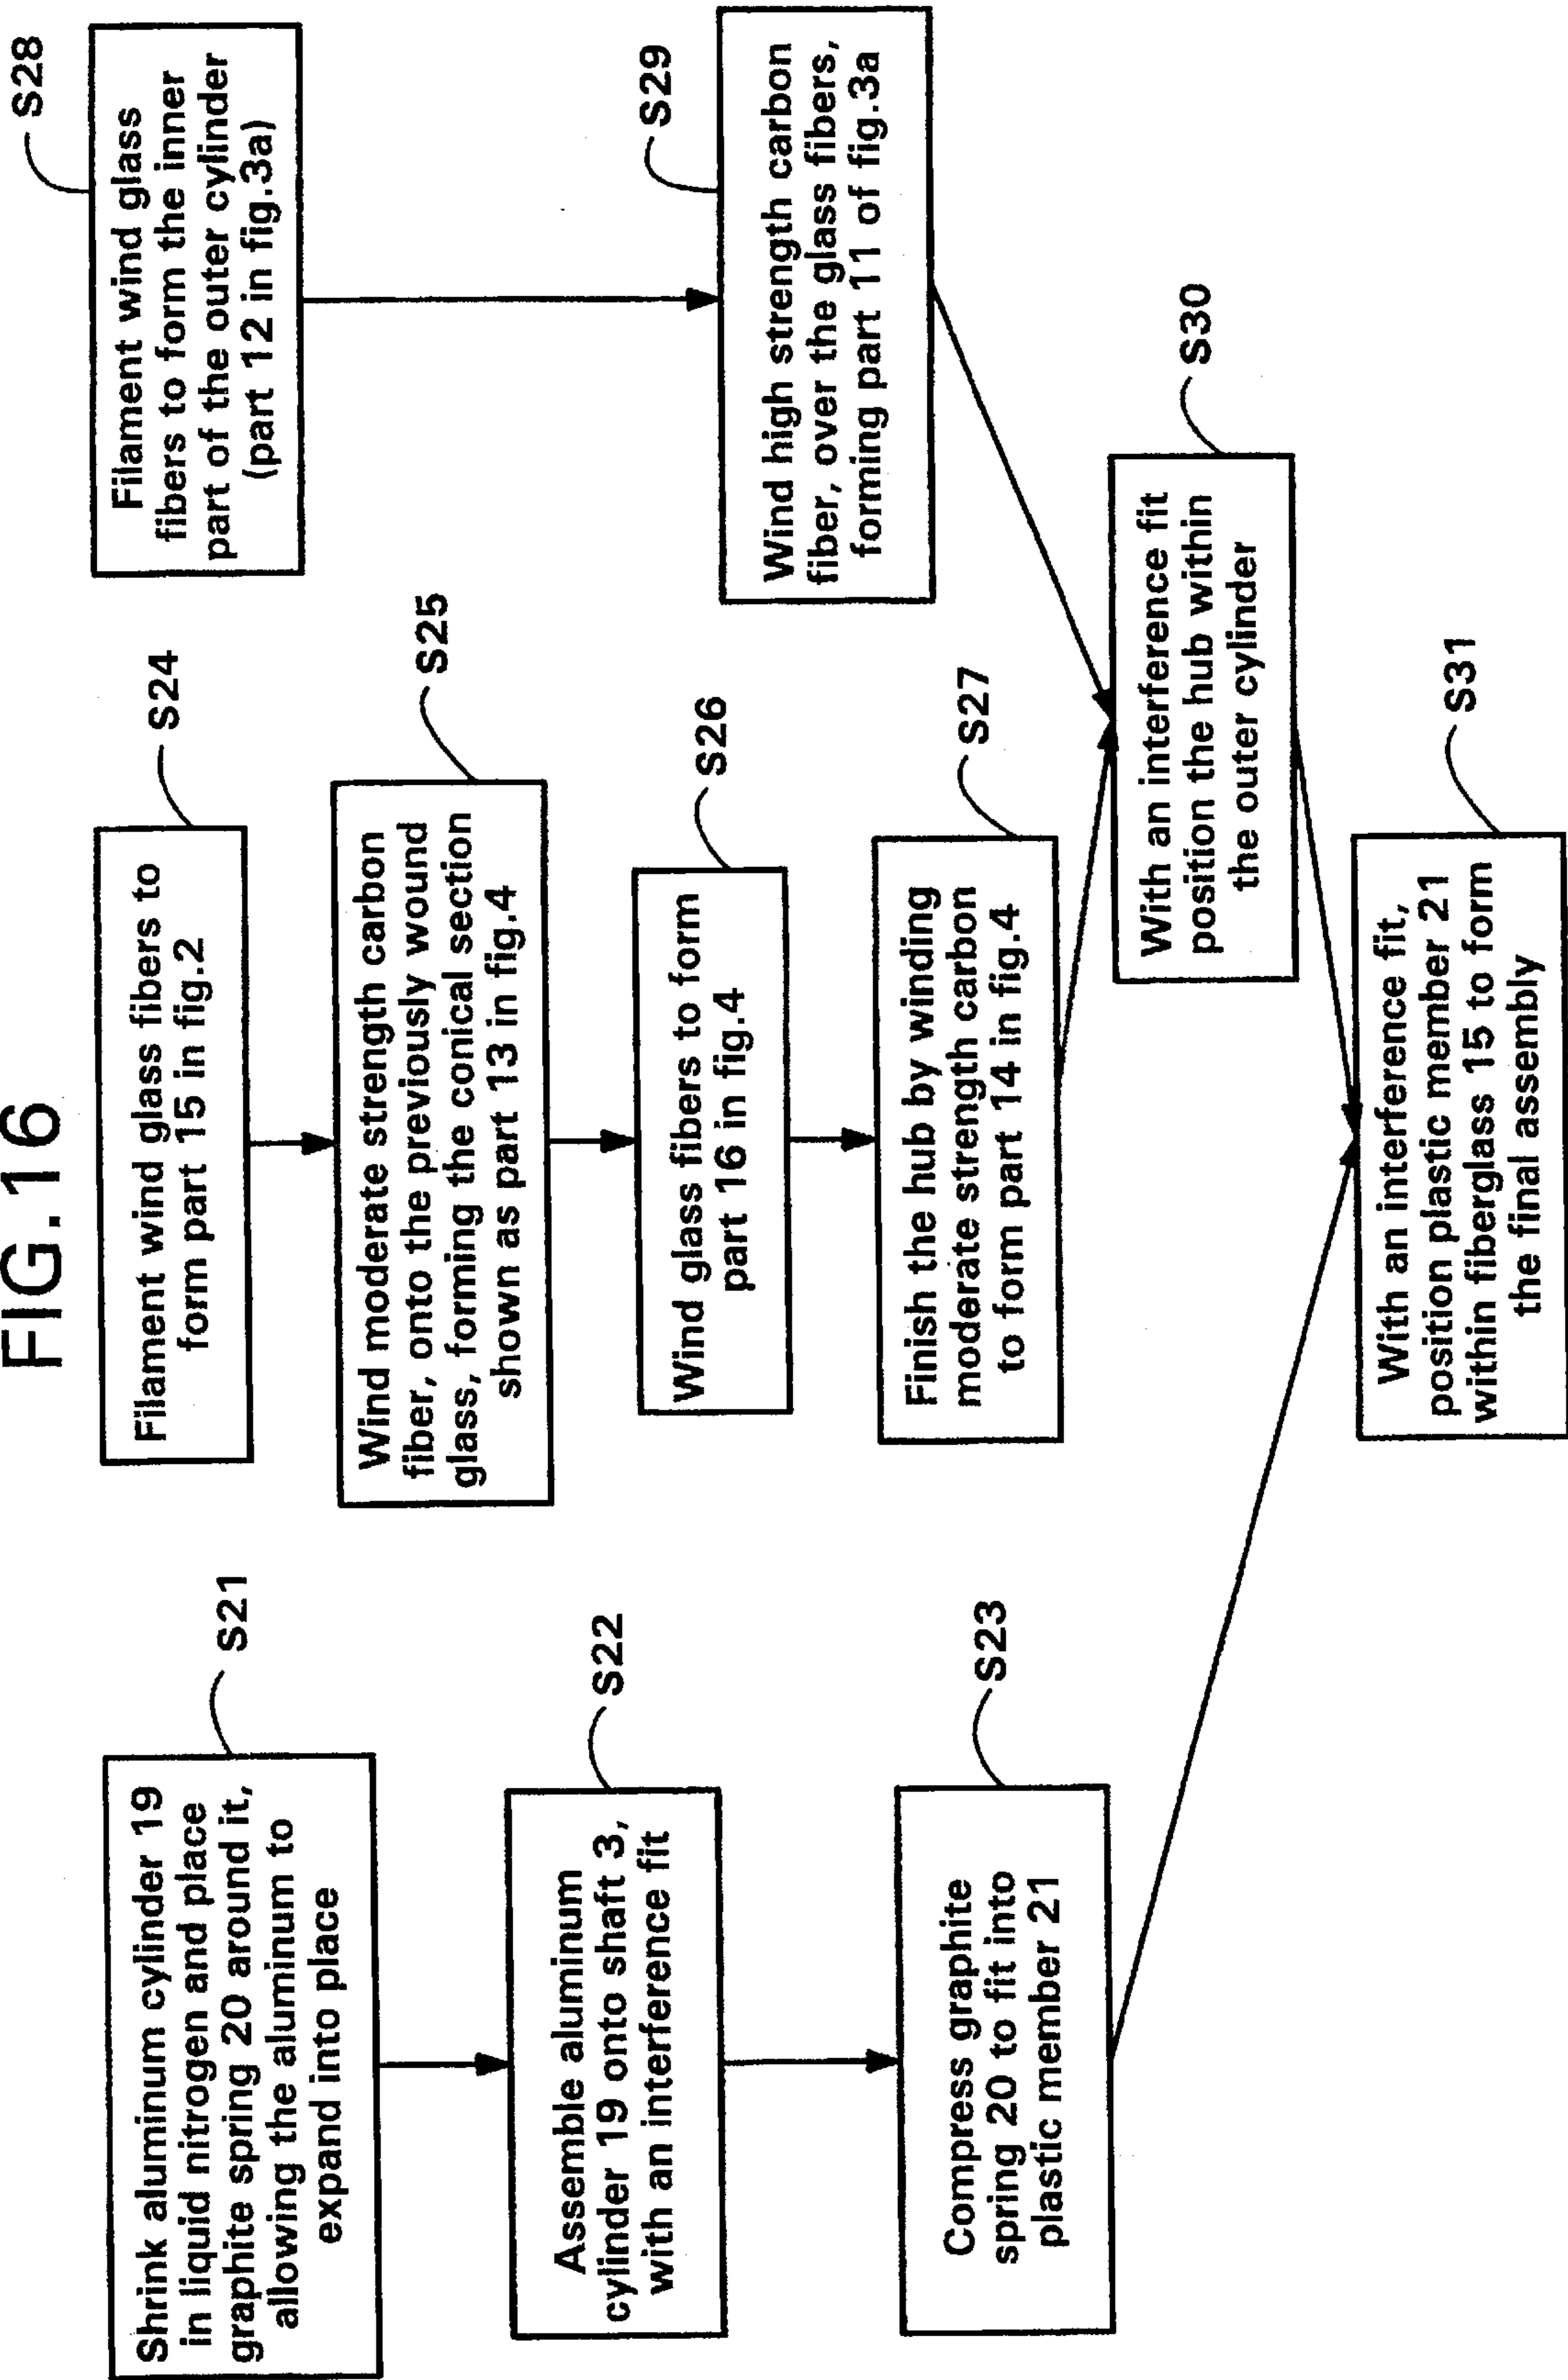 FIG.16
Shrink aluminum cylinder 19
in liquid nitrogen and place
graphite spring 20 around it,
allowing the aluminum to
expand into place
S21
Assemble aluminum
cylinder 19 onto shaft 3,
with an interference fit
S22
Compress graphite
spring 20 to fit into
plastic member 21
S23
Filament wind glass fibers to
form part 15 in fig.2
S24
Wind moderate strength carbon
fiber, onto the previously wound
glass, forming the conical section
shown as part 13 in fig.4
S25
Wind glass fibers to form
part 16 in fig.4
S26
Finish the hub by winding
moderate strength carbon
to form part 14 in fig.4
S27
Filament wind glass
fibers to form the inner
part of the outer cylinder
(part 12 in fig.3a)
S28
Wind high strength carbon
fiber, over the glass fibers,
forming part 11 of fig.3a
S29
With an interference fit
position the hub within
the outer cylinder
S30
With an interference fit,
position plastic member 21
within fiberglass 15 to form
the final assembly
S31